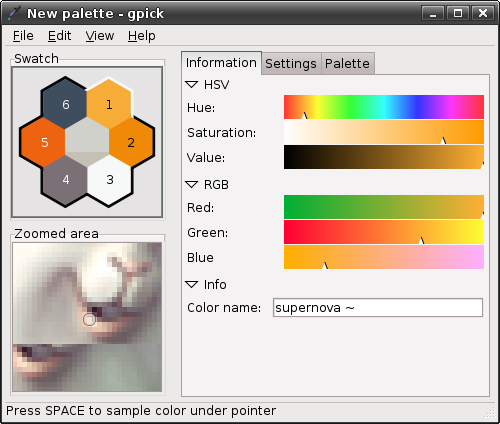 New palette - gpick
File Edit View Help
Swatch
6 1
5 2
4 3
Zoomed area
Information Settings Palette
HSV
Hue:
Saturation:
Value:
RGB
Red:
Green:
Blue
Info
Color name: supernova ~
Press SPACE to sample color under pointer